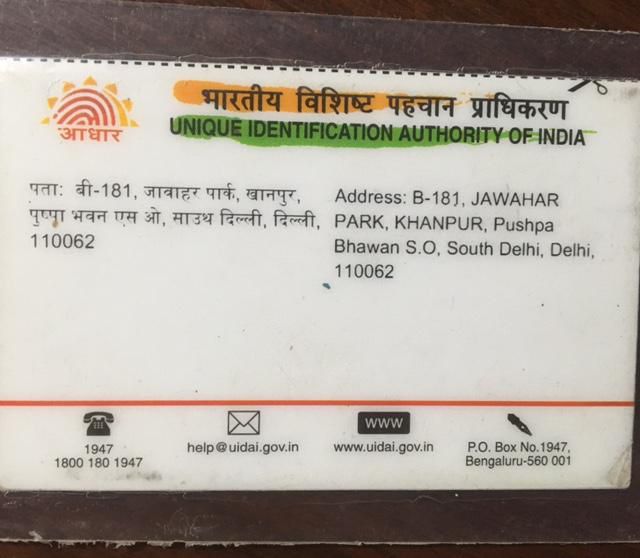 भारतीय विशिष्ट पहचान प्राधिकरण
आधार
UNIQUE IDENTIFICATION AUTHORITY OF INDIA
पता: बी-181, जावाहर पार्क, खानपुर,
पुष्पा भवन एस ओ, साउथ दिल्ली, दिल्ली,
110062
Address: B-181, JAWAHAR
PARK, KHANPUR, Pushpa
Bhawan S.O, South Delhi, Delhi,
110062
1947
1800 180 1947
help@uidai.gov.in
www
www.uidai.gov.in
P.O. Box No.1947,
Bengaluru-560 001